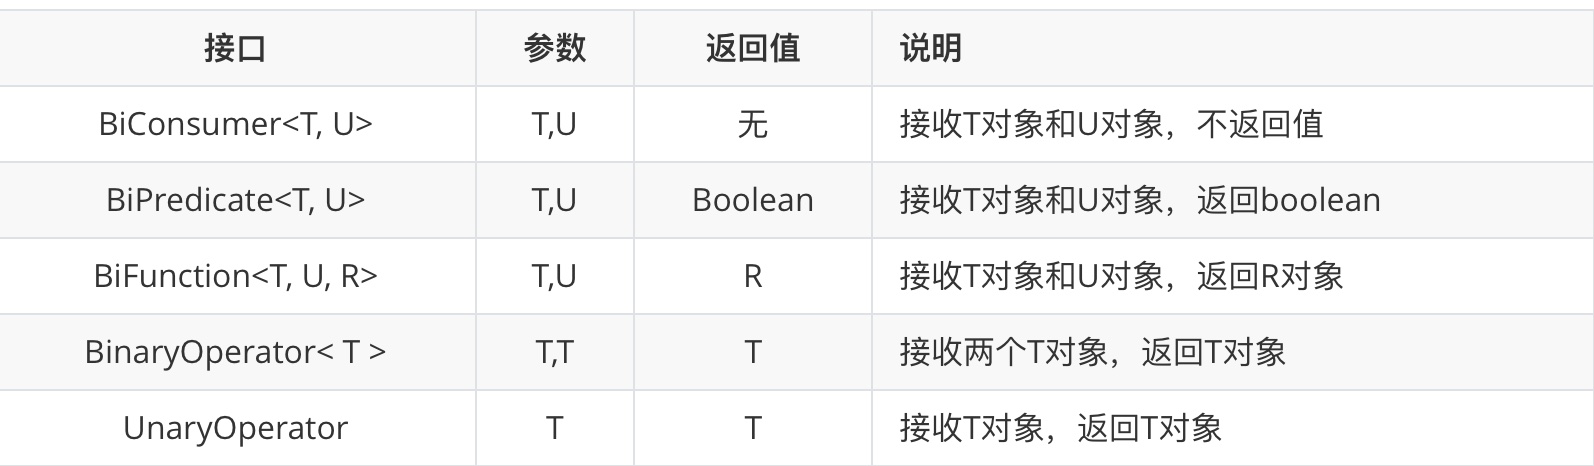 接口 参数 返回值 说明
BiConsumer<T, U> T,U 无 接收T对象和U对象，不返回值
BiPredicate<T, U> T,U Boolean 接收T对象和U对象，返回boolean
BiFunction<T, U, R> T,U R 接收T对象和U对象，返回R对象
BinaryOperator< T > T,T T 接收两个T对象，返回T对象
UnaryOperator T T 接收T对象，返回T对象